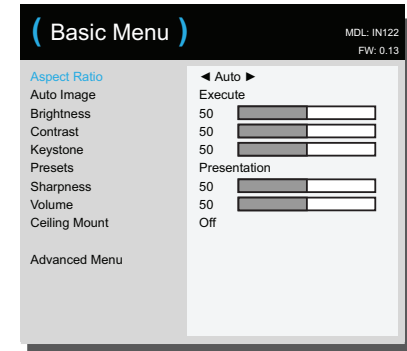 ( Basic Menu )
MDL: IN122
FW: 0.13
Aspect Ratio ◄ Auto ►
Auto Image Execute
Brightness 50
Contrast 50
Keystone 50
Presets Presentation
Sharpness 50
Volume 50
Ceiling Mount Off
Advanced Menu